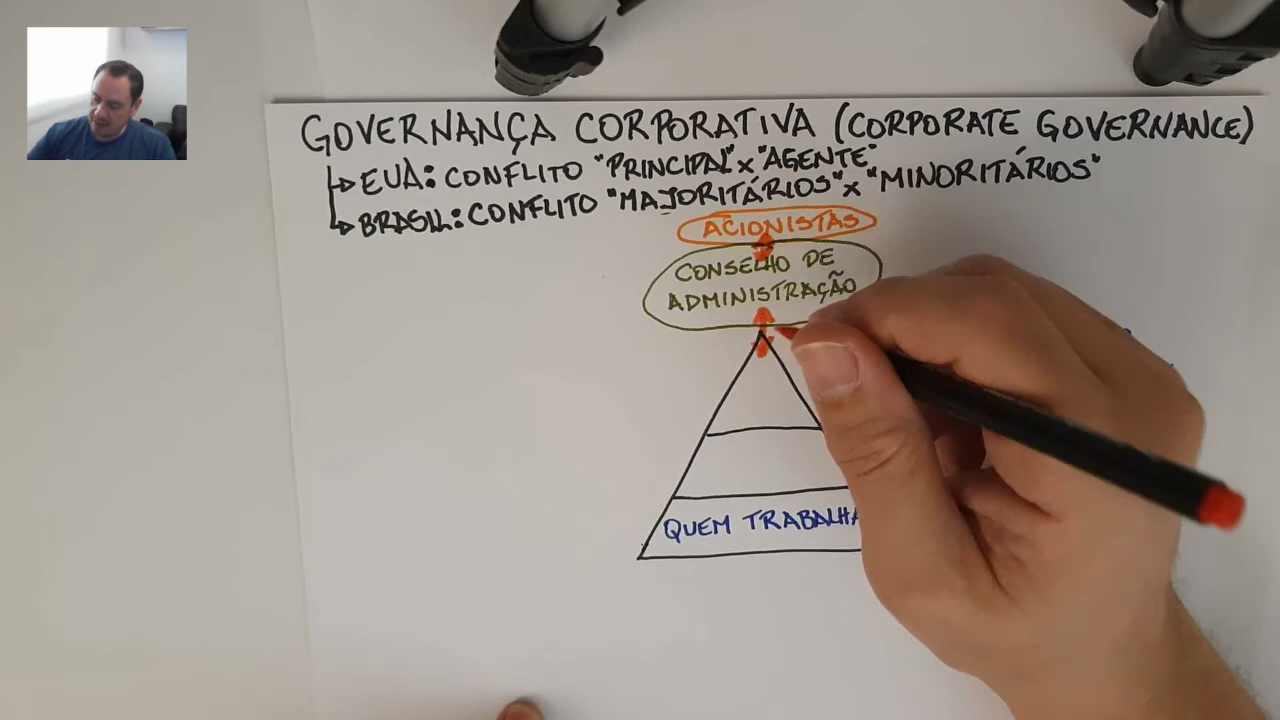 GOVERNANÇA CORPORATIVA (CORPORATE GOVERNANCE)
EUA: CONFLITO "PRINCIPAL" x "AGENTE"
BRASIL: CONFLITO "MAJORITÁRIOS" x "MINORITÁRIOS"
ACIONISTAS
CONSELHO DE
ADMINISTRAÇÃO
QUEM TRABALHA